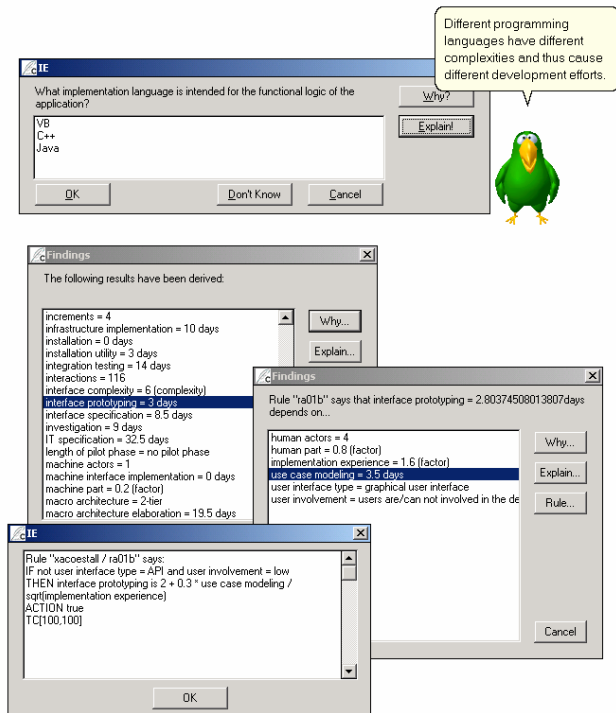 Different programming
languages have different
complexities and thus cause
different development efforts.
IE
What implementation language is intended for the functional logic of the
application?
Why?
VB
C++
Java
Explain!
OK
Don't Know
Cancel
Findings
The following results have been derived:
increments = 4
infrastructure implementation = 10 days
installation = 0 days
installation utility = 3 days
integration testing = 14 days
interactions = 116
interface complexity = 6 (complexity)
interface prototyping = 3 days
interface specification = 8.5 days
investigation = 9 days
IT specification = 32.5 days
length of pilot phase = no pilot phase
machine actors = 1
machine interface implementation = 0 days
machine part = 0.2 (factor)
macro architecture = 2-tier
macro architecture elaboration = 19.5 days
Why...
Explain...
Findings
Rule "ra01b" says that interface prototyping = 2.80374508013807days
depends on...
human actors = 4
human part = 0.8 (factor)
implementation experience = 1.6 (factor)
use case modeling = 3.5 days
user interface type = graphical user interface
user involvement = users are/can not involved in the de
Why...
Explain...
Rule...
Cancel
IE
Rule "xacoestall / ra01b" says:
IF not user interface type = API and user involvement = low
THEN interface prototyping is 2 + 0.3 * use case modeling /
sqrt(implementation experience)
ACTION true
TC[100,100]
OK